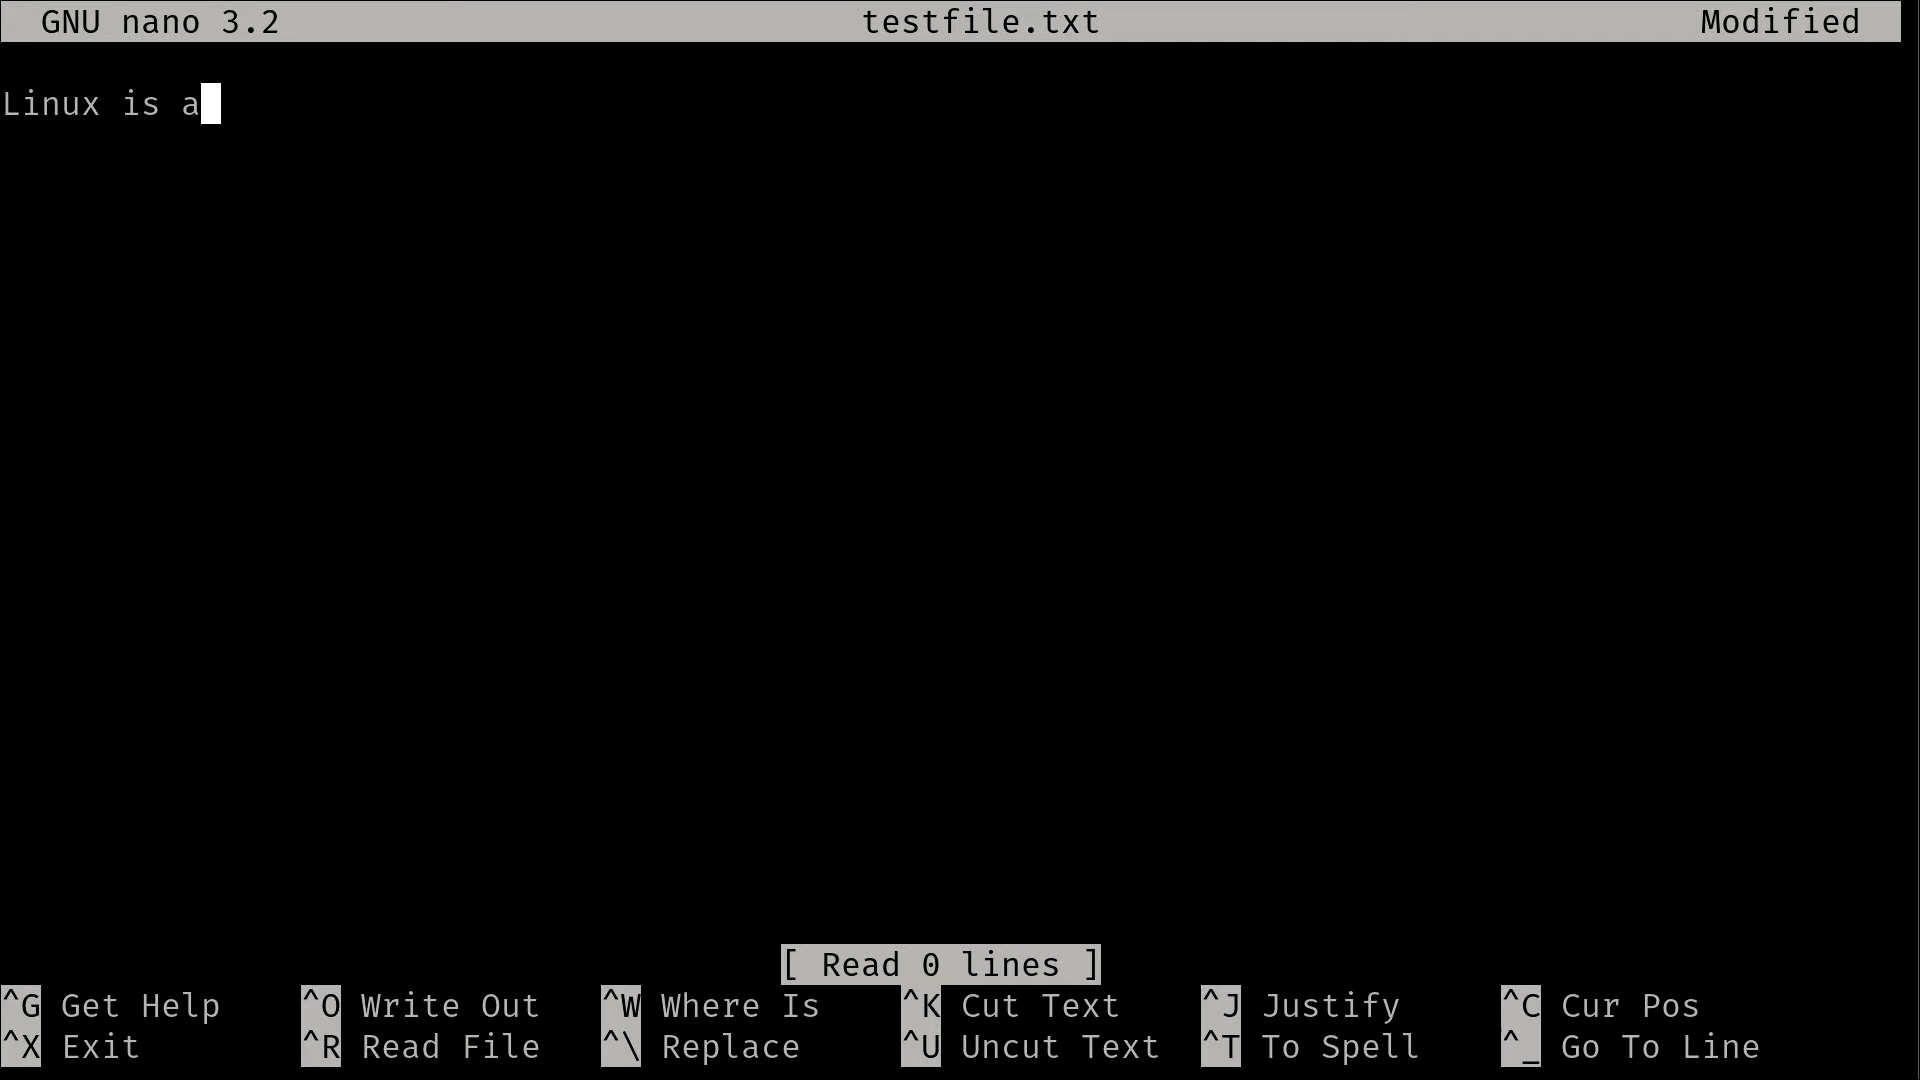 GNU nano 3.2 testfile.txt Modified
Linux is a
[ Read 0 lines ]
^G Get Help ^O Write Out ^W Where Is ^K Cut Text ^J Justify ^C Cur Pos
^X Exit ^R Read File ^\ Replace ^U Uncut Text ^T To Spell ^_ Go To Line